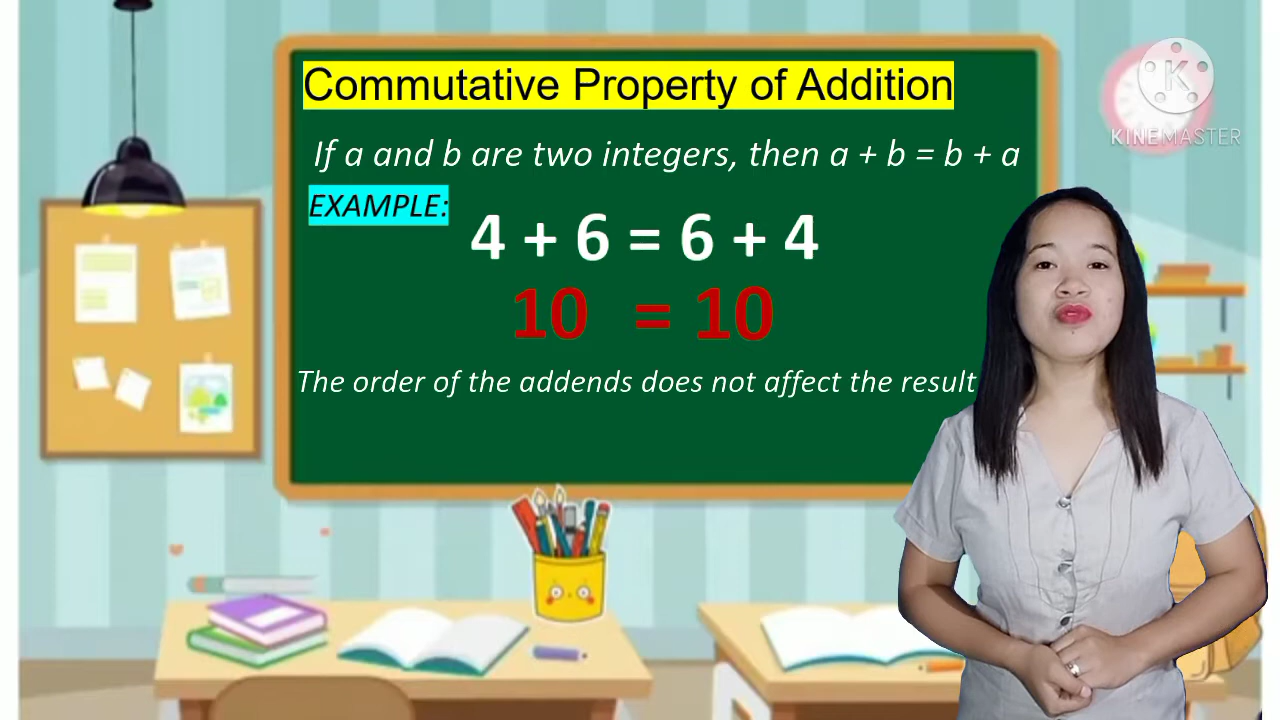 Commutative Property of Addition
If a and b are two integers, then a + b = b + a
EXAMPLE:
4 + 6 = 6 + 4
10 = 10
The order of the addends does not affect the result
KINEMASTER